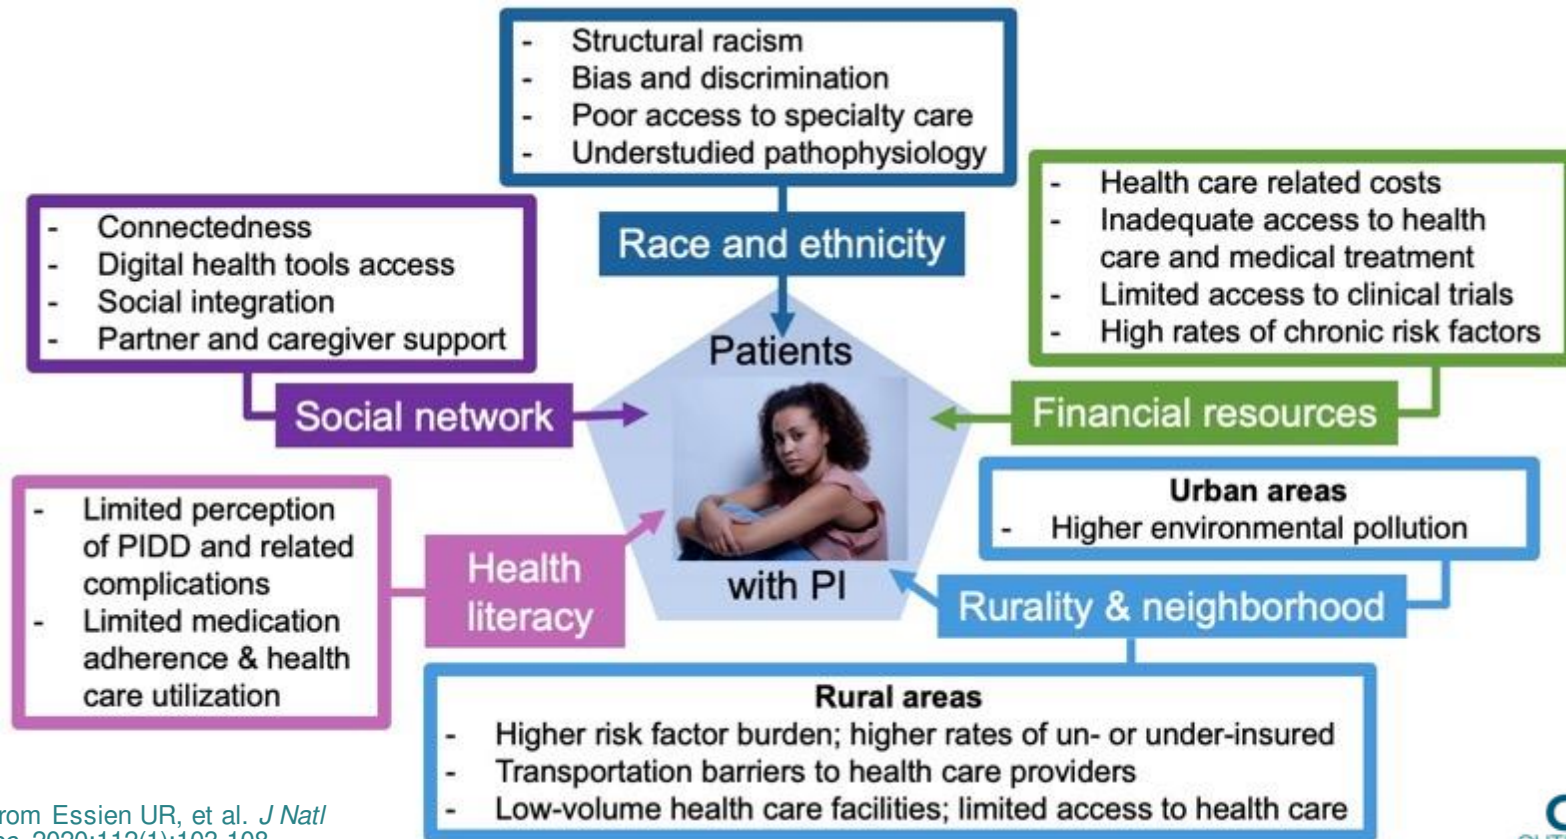 - Structural racism
- Bias and discrimination
- Poor access to specialty care
- Understudied pathophysiology
Race and ethnicity
- Connectedness
- Digital health tools access
- Social integration
- Partner and caregiver support
Social network
- Health care related costs
- Inadequate access to health
care and medical treatment
- Limited access to clinical trials
- High rates of chronic risk factors
Financial resources
Patients
with PI
- Limited perception
of PIDD and related
complications
- Limited medication
adherence & health
care utilization
Health
literacy
Urban areas
- Higher environmental pollution
Rurality & neighborhood
Rural areas
- Higher risk factor burden; higher rates of un- or under-insured
- Transportation barriers to health care providers
- Low-volume health care facilities; limited access to health care
rom Essien UR, et al. J Natl
2020;112(1):103-108